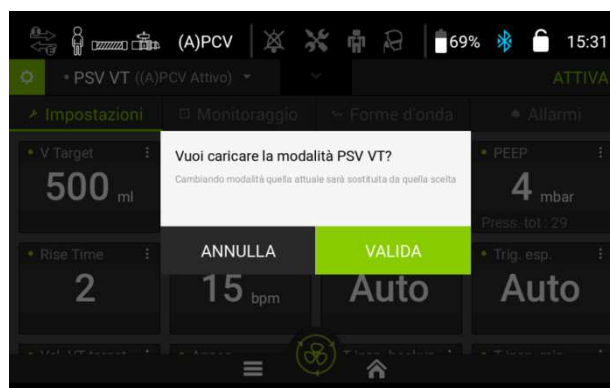 (A)PCV 69% 15:31
• PSV VT ((A)PCV Attivo) ATTIVA
Impostazioni Monitoraggio Forme d'onda Allarmi
Vuoi caricare la modalità PSV VT?
Cambiando modalità quella attuale sarà sostituita da quella scelta
• V Target • PEEP
500 ml 4 mbar
Press. tot : 29
ANNULLA VALIDA
• Rise Time • Trig. esp.
2 15 bpm Auto Auto